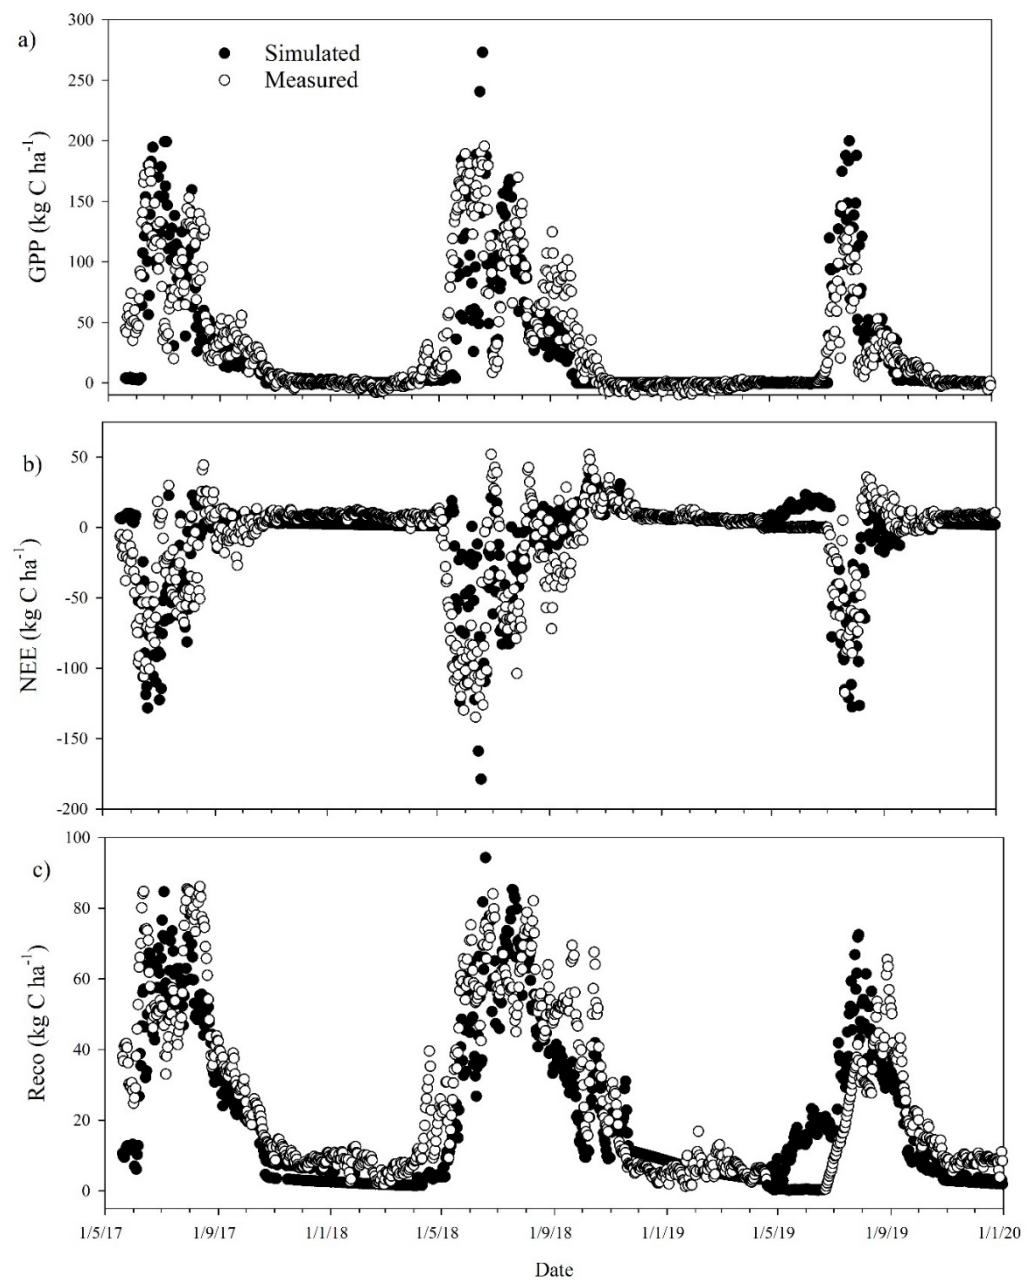 a)
Simulated
Measured
GPP (kg C ha⁻¹)
300
250
200
150
100
50
0
b)
NEE (kg C ha⁻¹)
50
0
-50
-100
-150
-200
c)
Reco (kg C ha⁻¹)
100
80
60
40
20
0
1/5/17 1/9/17 1/1/18 1/5/18 1/9/18 1/1/19 1/5/19 1/9/19 1/1/20
Date